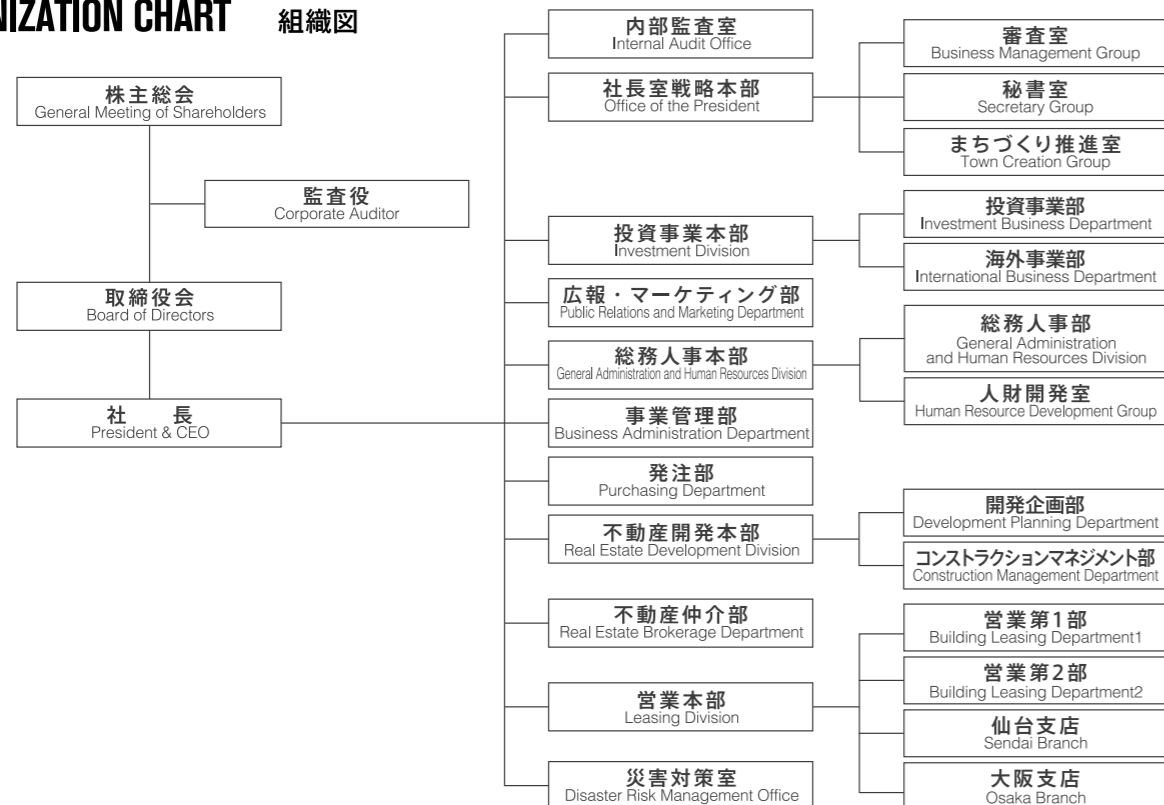 NIZATION CHART 組織図
株主総会
General Meeting of Shareholders
監査役
Corporate Auditor
取締役会
Board of Directors
社 長
President & CEO
内部監査室
Internal Audit Office
社長室戦略本部
Office of the President
投資事業本部
Investment Division
広報・マーケティング部
Public Relations and Marketing Department
総務人事本部
General Administration and Human Resources Division
事業管理部
Business Administration Department
発注部
Purchasing Department
不動産開発本部
Real Estate Development Division
不動産仲介部
Real Estate Brokerage Department
営業本部
Leasing Division
災害対策室
Disaster Risk Management Office
審査室
Business Management Group
秘書室
Secretary Group
まちづくり推進室
Town Creation Group
投資事業部
Investment Business Department
海外事業部
International Business Department
総務人事部
General Administration
and Human Resources Division
人財開発室
Human Resource Development Group
開発企画部
Development Planning Department
コンストラクションマネジメント部
Construction Management Department
営業第1部
Building Leasing Department1
営業第2部
Building Leasing Department2
仙台支店
Sendai Branch
大阪支店
Osaka Branch